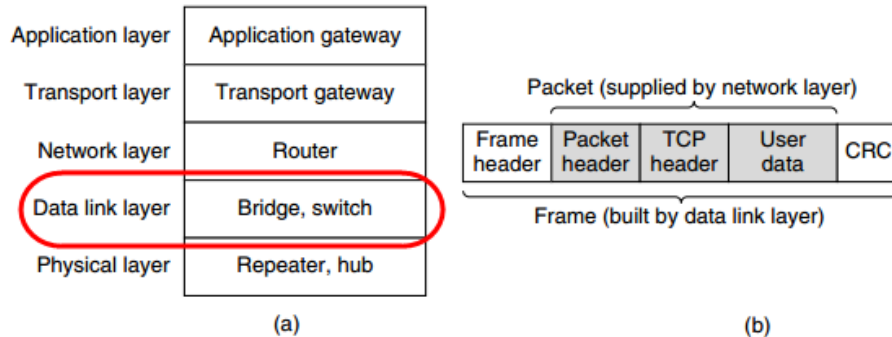 Application layer
Application gateway
Transport layer
Transport gateway
Network layer
Router
Data link layer
Bridge, switch
Physical layer
Repeater, hub
(a)
Packet (supplied by network layer)
Frame
header
Packet
header
TCP
header
User
data
CRC
Frame (built by data link layer)
(b)